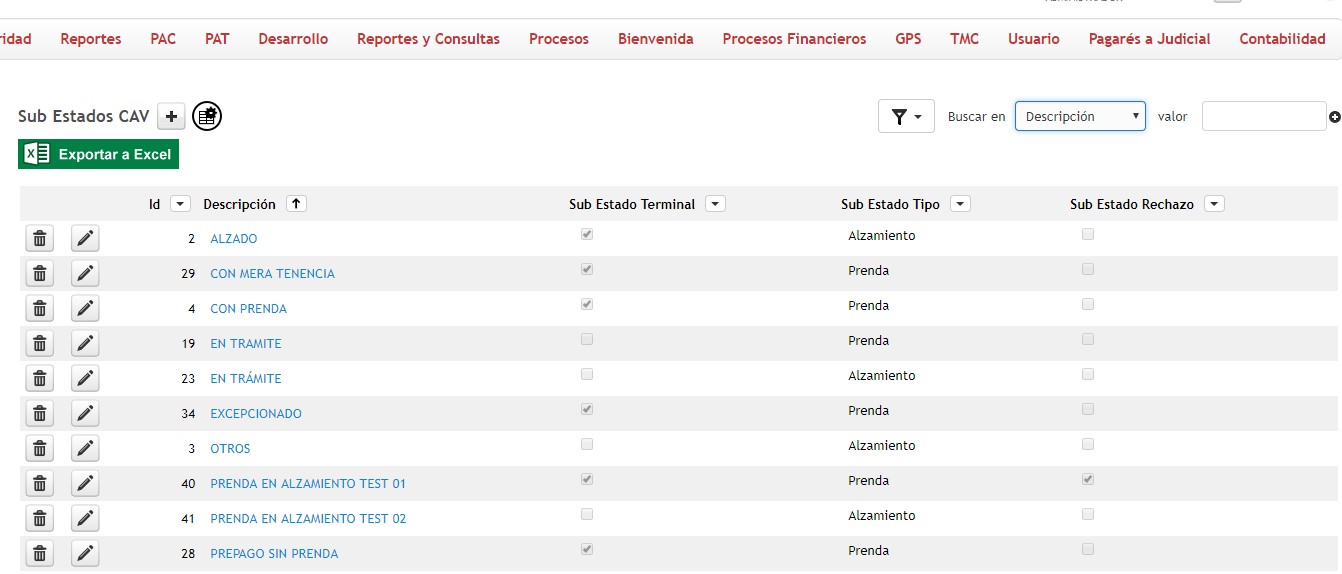 Reportes PAC PAT Desarrollo Reportes y Consultas Procesos Bienvenida Procesos Financieros GPS TMC Usuario Pagarés a Judicial Contabilidad
Sub Estados CAV Buscar en Descripción valor
Exportar a Excel
Id Descripción Sub Estado Terminal Sub Estado Tipo Sub Estado Rechazo
2 ALZADO Alzamiento
29 CON MERA TENENCIA Prenda
4 CON PRENDA Prenda
19 EN TRAMITE Prenda
23 EN TRÁMITE Alzamiento
34 EXCEPCIONADO Prenda
3 OTROS Alzamiento
40 PRENDA EN ALZAMIENTO TEST 01 Prenda
41 PRENDA EN ALZAMIENTO TEST 02 Alzamiento
28 PREPAGO SIN PRENDA Prenda